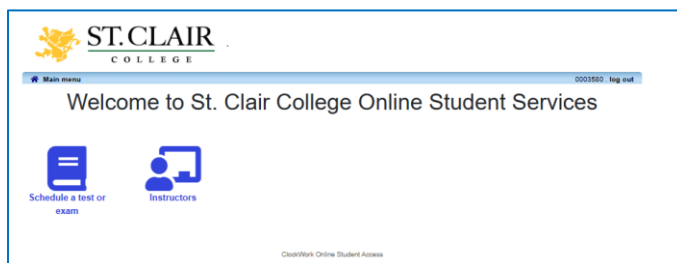 ST. CLAIR
COLLEGE
Main menu
0003580 . log out
Welcome to St. Clair College Online Student Services
Schedule a test or
exam
Instructors
ClockWork Online Student Access